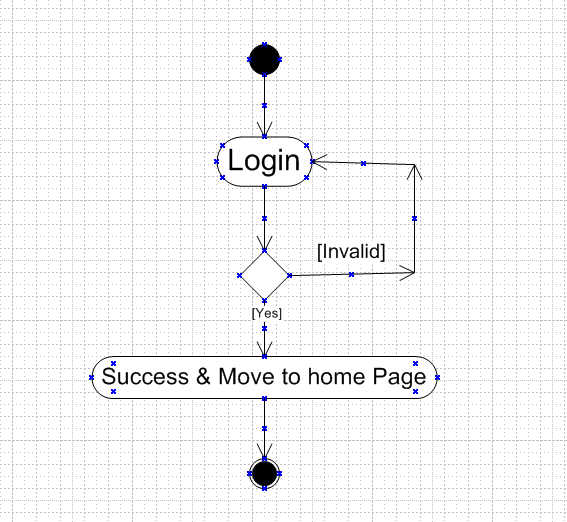 Login
[Invalid]
[Yes]
Success & Move to home Page